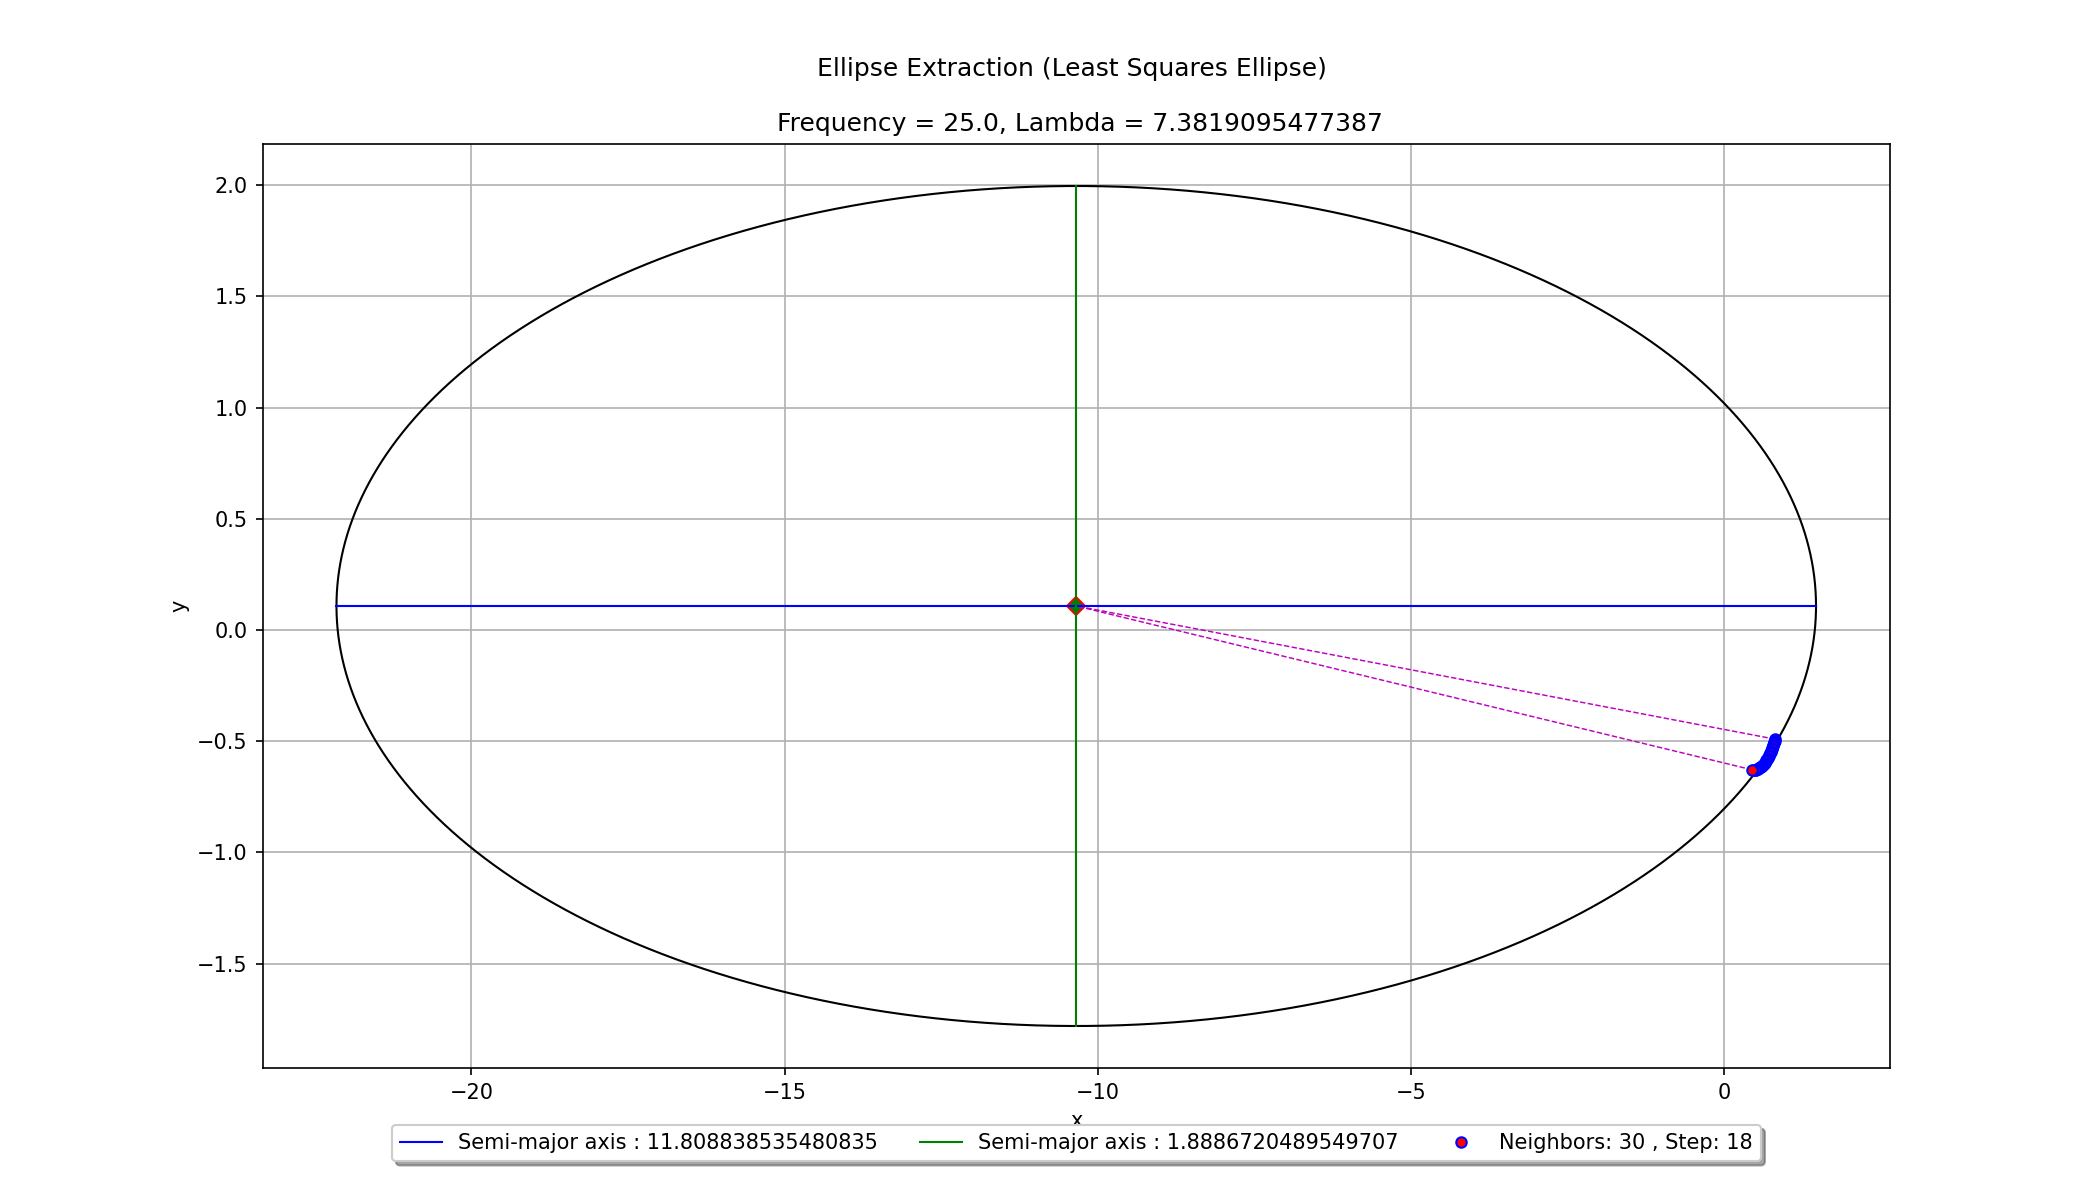 Ellipse Extraction (Least Squares Ellipse)
Frequency = 25.0, Lambda = 7.3819095477387
2.0
1.5
1.0
0.5
0.0
−0.5
−1.0
−1.5
y
−20 −15 −10 −5 0
x
Semi-major axis : 11.808838535480835 Semi-major axis : 1.8886720489549707 Neighbors: 30 , Step: 18